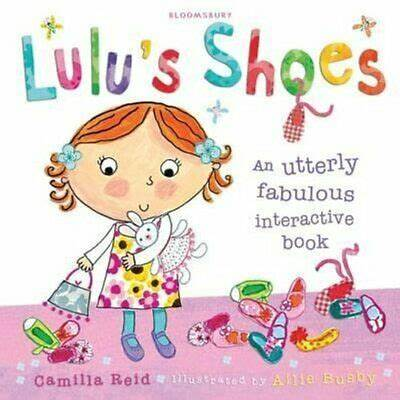 BLOOMSBURY
Lulu's Shoes
An utterly
fabulous
interactive
book
Camilla Reid illustrated by Ailie Busby